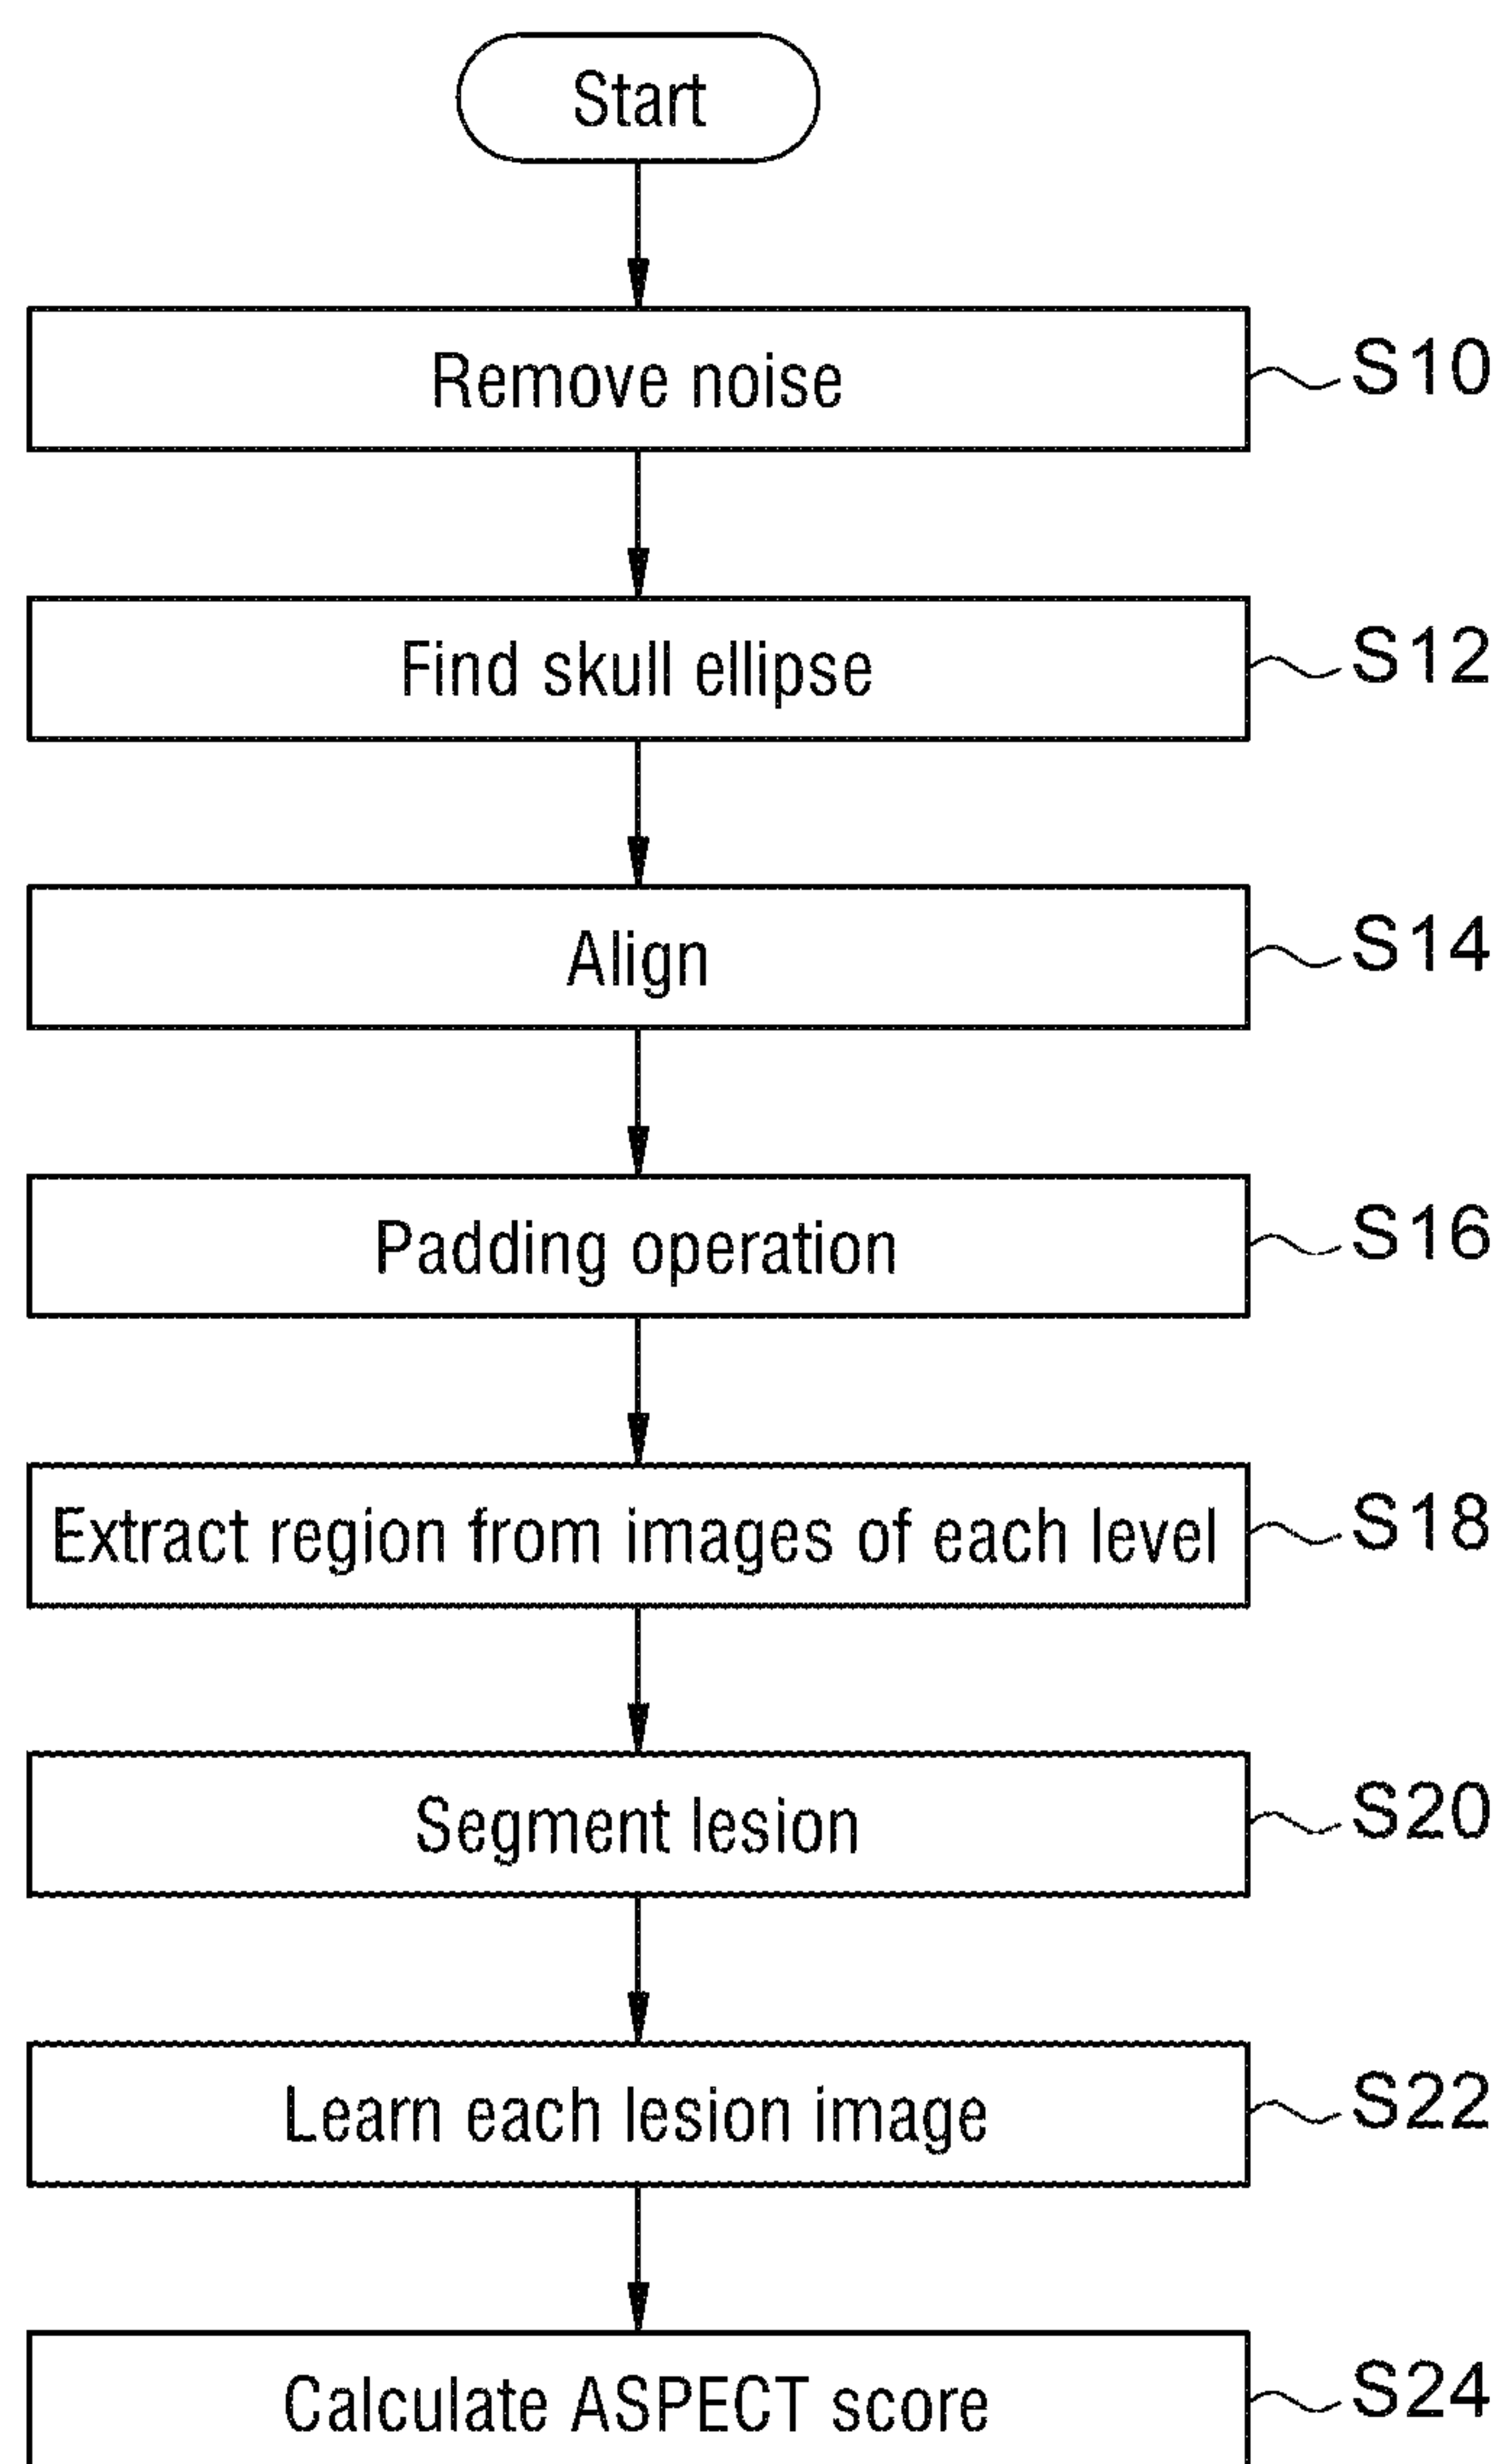 Start
Remove noise S10
Find skull ellipse S12
Align S14
Padding operation S16
Extract region from images of each level S18
Segment lesion S20
Learn each lesion image S22
Calculate ASPECT score S24